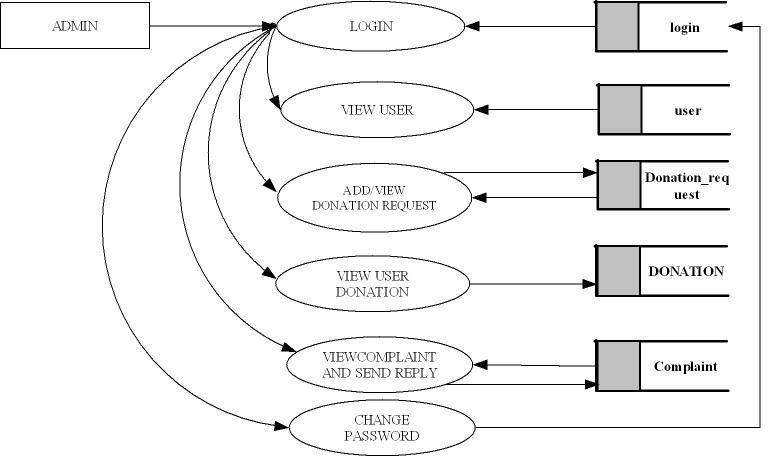 ADMIN
LOGIN
login
VIEW USER
user
ADD/VIEW
DONATION REQUEST
Donation_req
uest
VIEW USER
DONATION
DONATION
VIEWCOMPLAINT
AND SEND REPLY
Complaint
CHANGE
PASSWORD